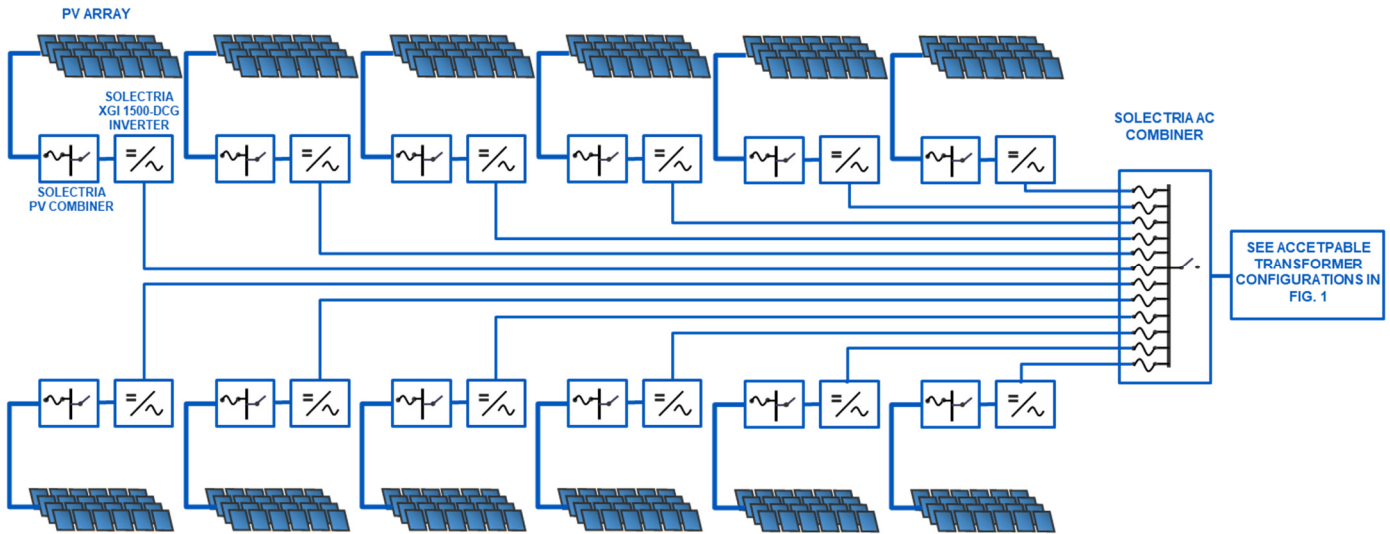 PV ARRAY
SOLECTRIA
XGI 1500-DCG
INVERTER
SOLECTRIA
PV COMBINER
SOLECTRIA AC
COMBINER
SEE ACCETPABLE
TRANSFORMER
CONFIGURATIONS IN
FIG. 1